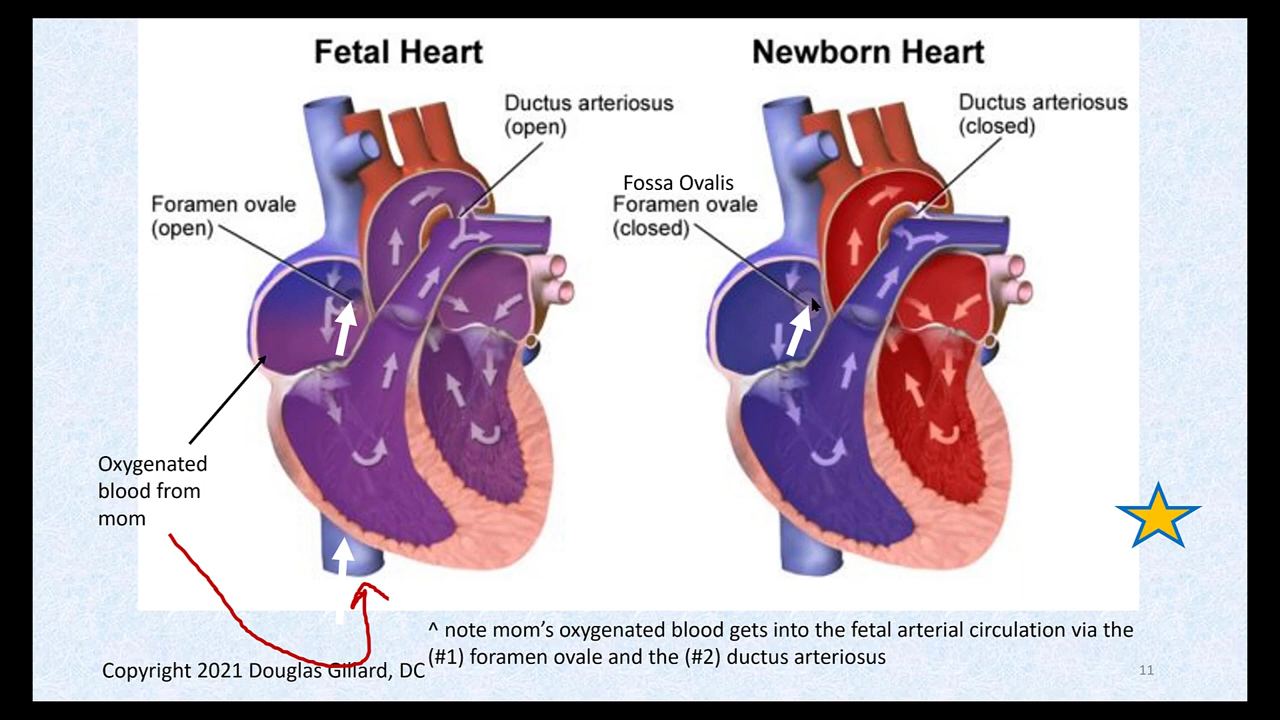 Fetal Heart
Ductus arteriosus
(open)
Foramen ovale
(open)
Oxygenated
blood from
mom
Newborn Heart
Ductus arteriosus
(closed)
Fossa Ovalis
Foramen ovale
(closed)
^ note mom’s oxygenated blood gets into the fetal arterial circulation via the
(#1) foramen ovale and the (#2) ductus arteriosus
Copyright 2021 Douglas Gillard, DC
11